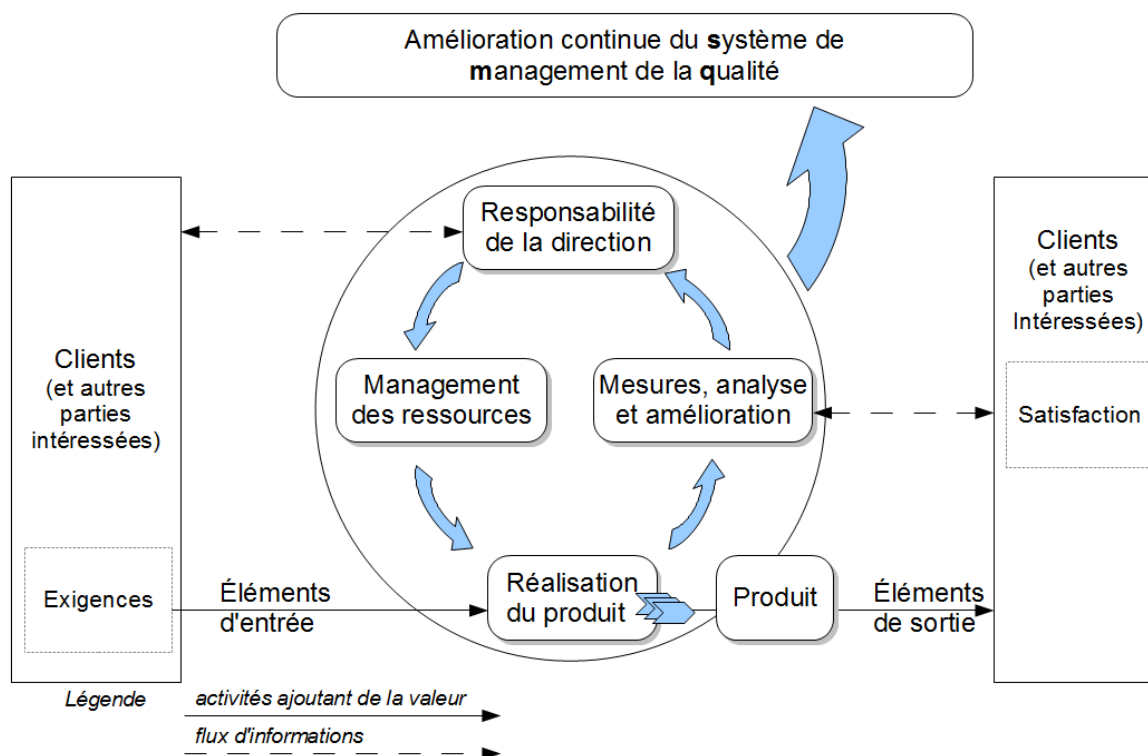 Amélioration continue du système de
management de la qualité
Responsabilité
de la direction
Clients
(et autres
parties
intéressées)
Management
des ressources
Mesures, analyse
et amélioration
Clients
(et autres
parties
Intéressées)
Satisfaction
Exigences
Éléments
d'entrée
Réalisation
du produit
Produit
Éléments
de sortie
Légende
activités ajoutant de la valeur
flux d'informations